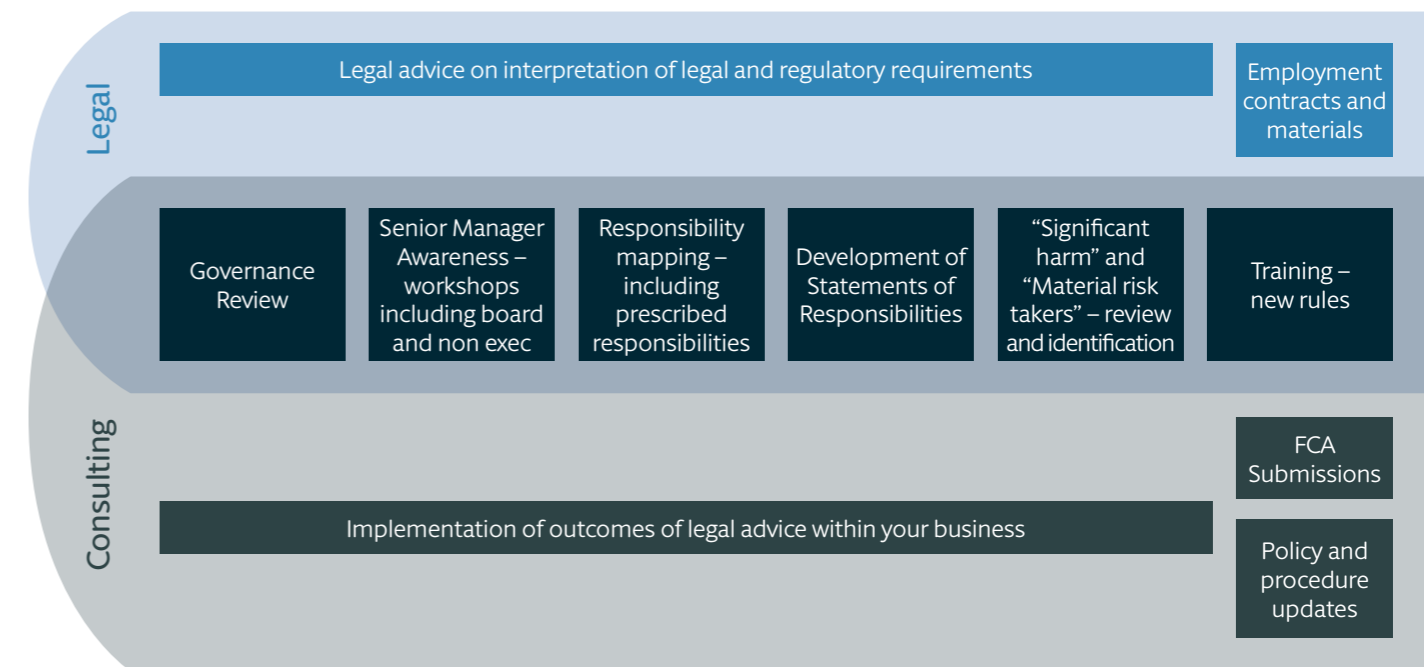 Legal
Legal advice on interpretation of legal and regulatory requirements
Employment
contracts and
materials
Governance
Review
Senior Manager
Awareness –
workshops
including board
and non exec
Responsibility
mapping –
including
prescribed
responsibilities
Development of
Statements of
Responsibilities
“Significant
harm” and
“Material risk
takers” – review
and identification
Training –
new rules
Consulting
FCA
Submissions
Implementation of outcomes of legal advice within your business
Policy and
procedure
updates